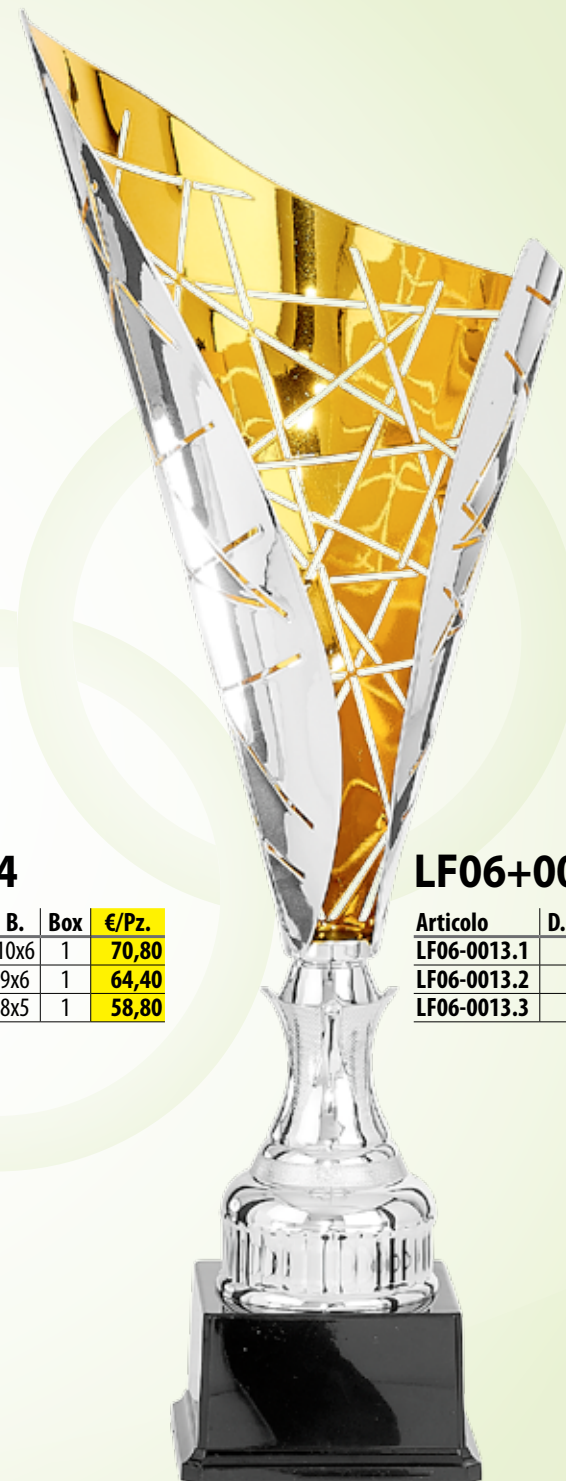 4
B. Box €/Pz.
10x6 1 70,80
9x6 1 64,40
8x5 1 58,80
LF06+00
Articolo D.
LF06-0013.1
LF06-0013.2
LF06-0013.3